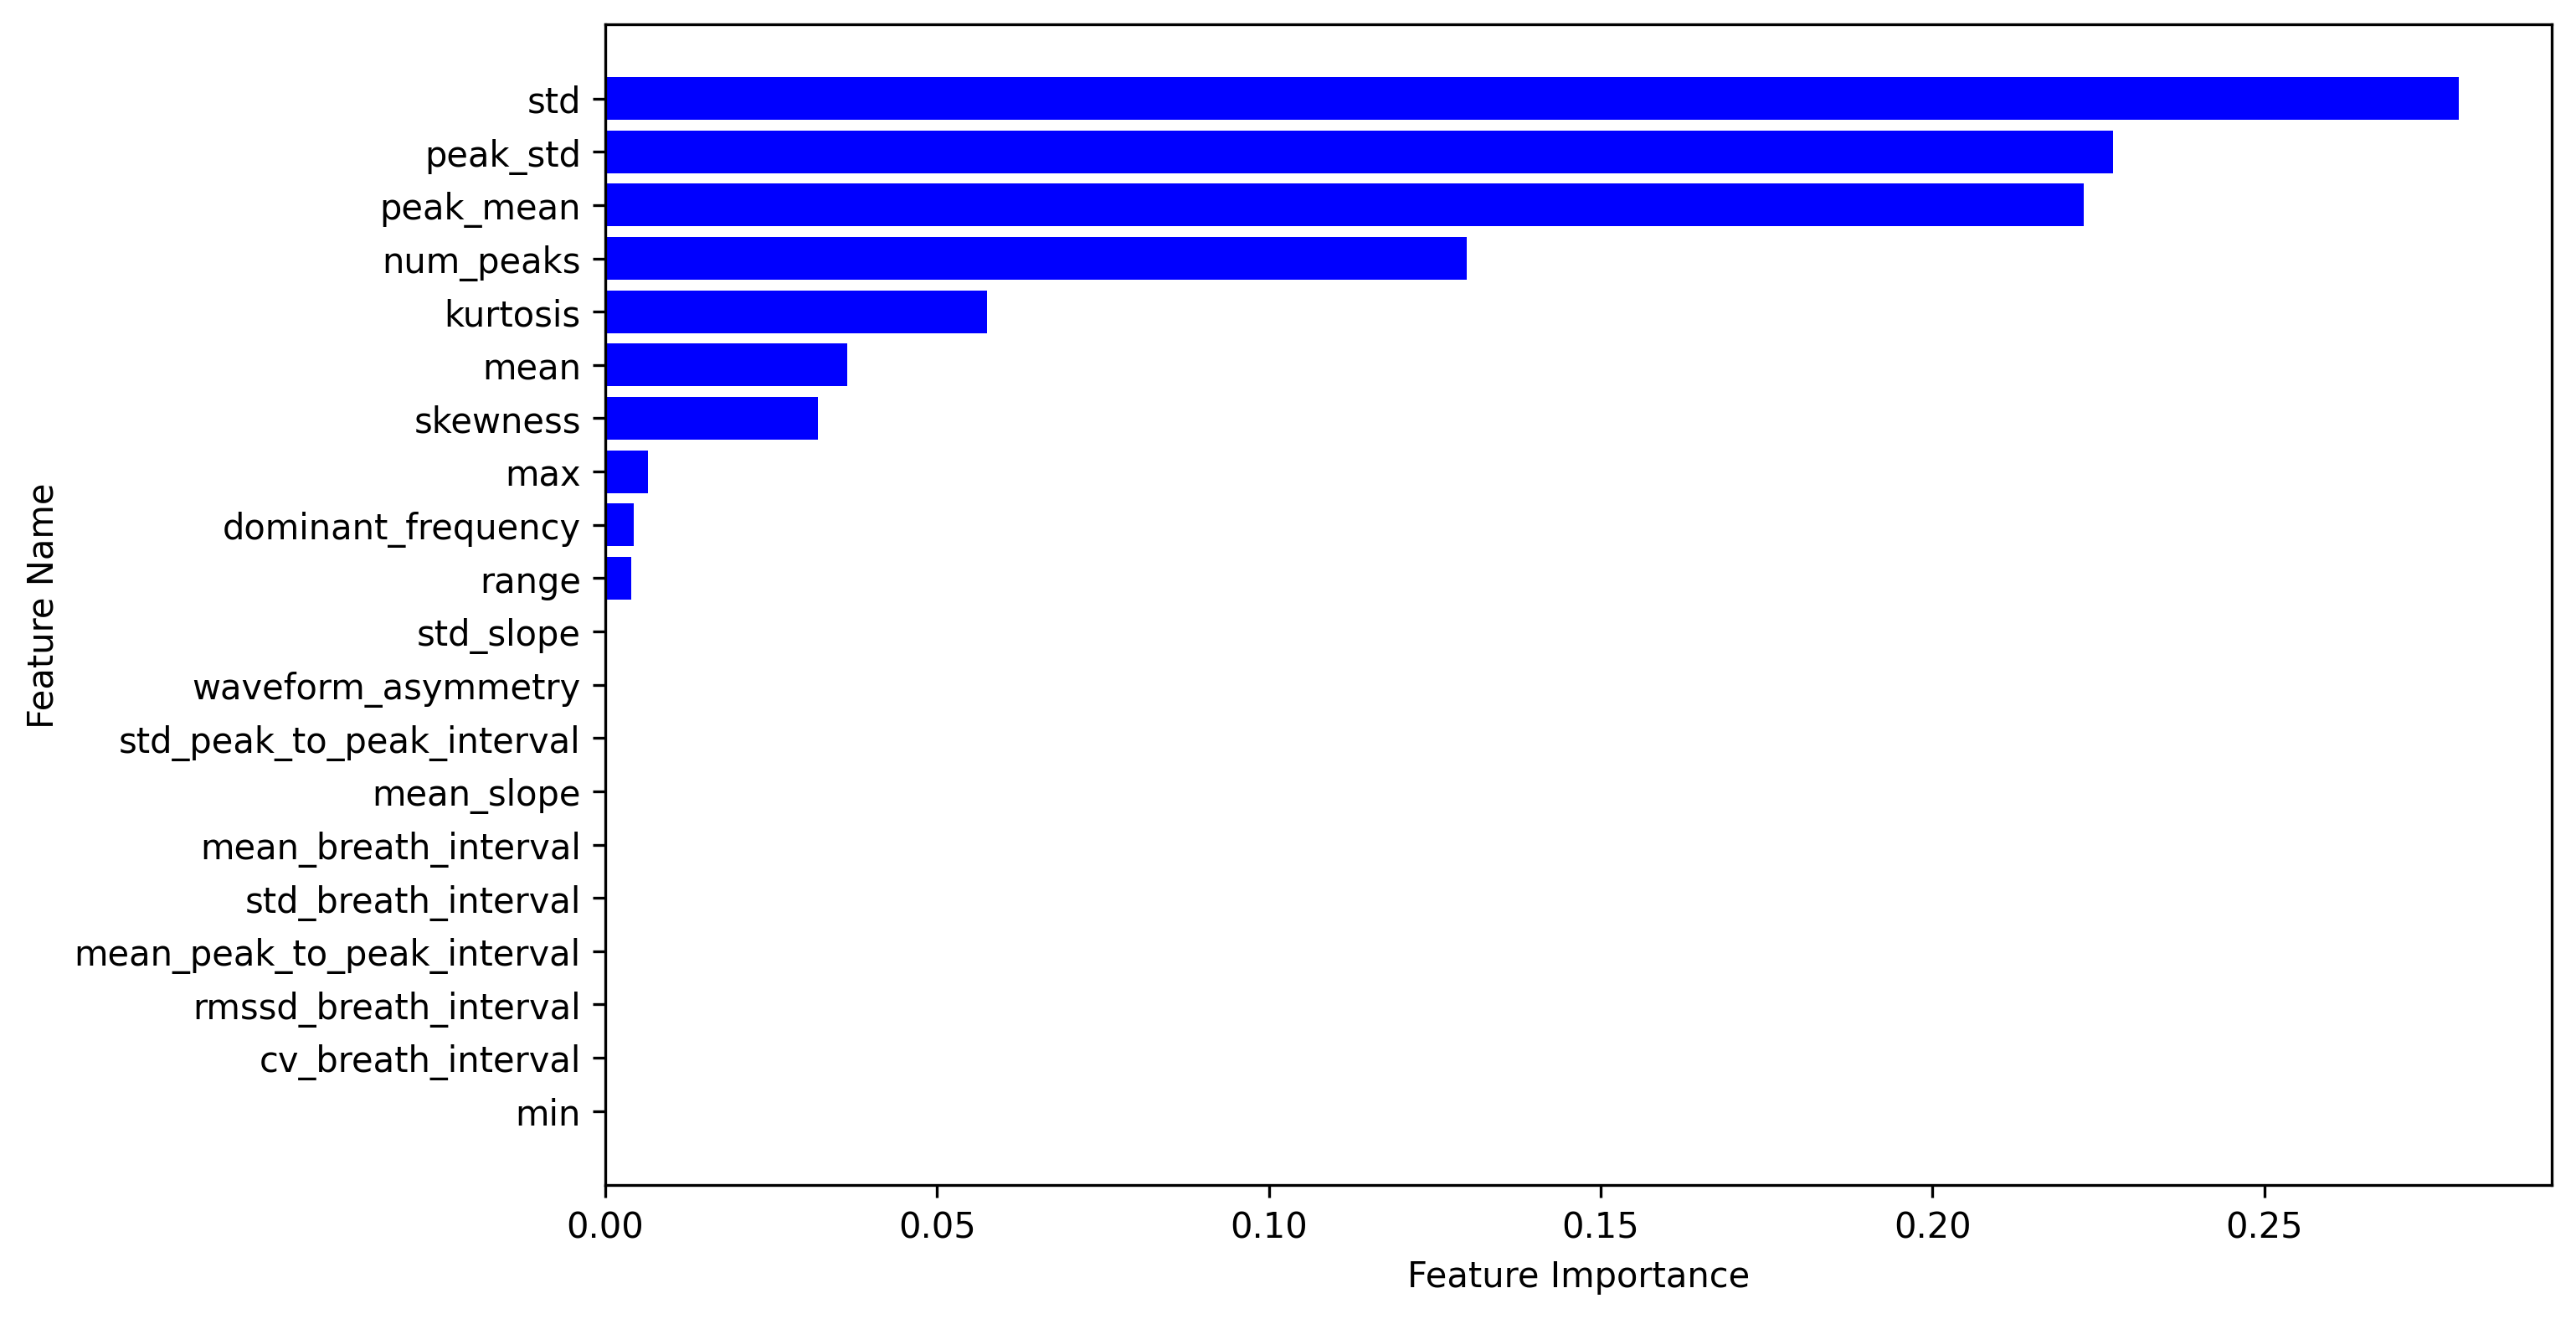 std
peak_std
peak_mean
num_peaks
kurtosis
mean
skewness
max
dominant_frequency
range
std_slope
waveform_asymmetry
std_peak_to_peak_interval
mean_slope
mean_breath_interval
std_breath_interval
mean_peak_to_peak_interval
rmssd_breath_interval
cv_breath_interval
min
Feature Name
0.00 0.05 0.10 0.15 0.20 0.25
Feature Importance